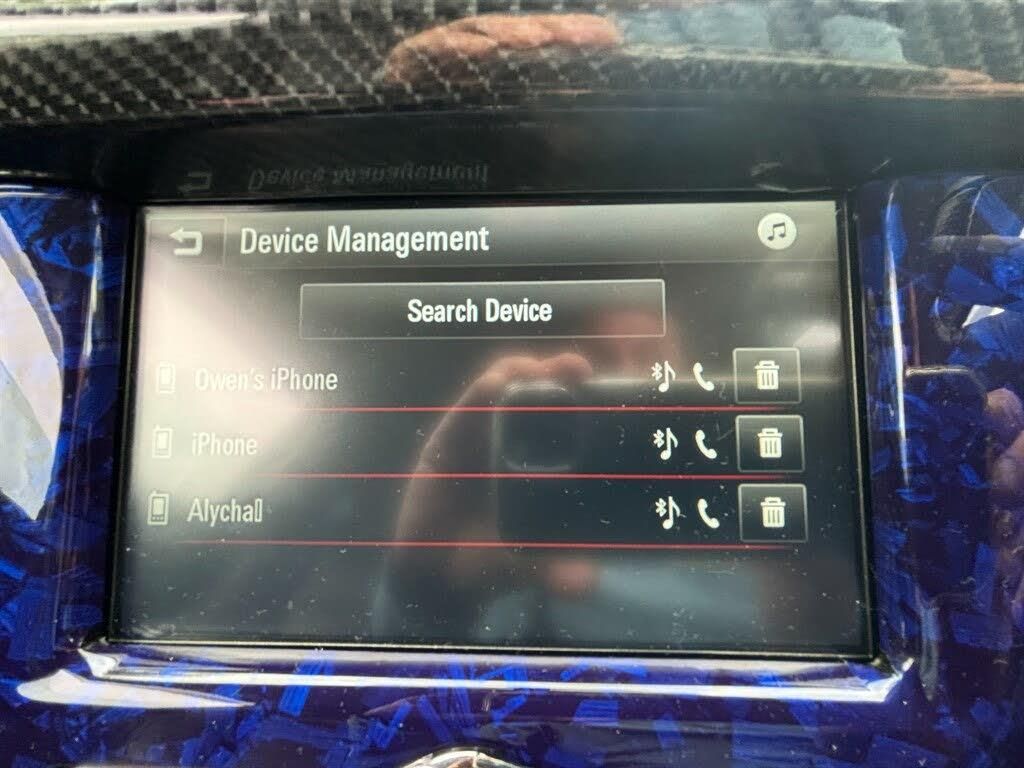 Device Management
Search Device
Owen's iPhone
iPhone
Alycha▯